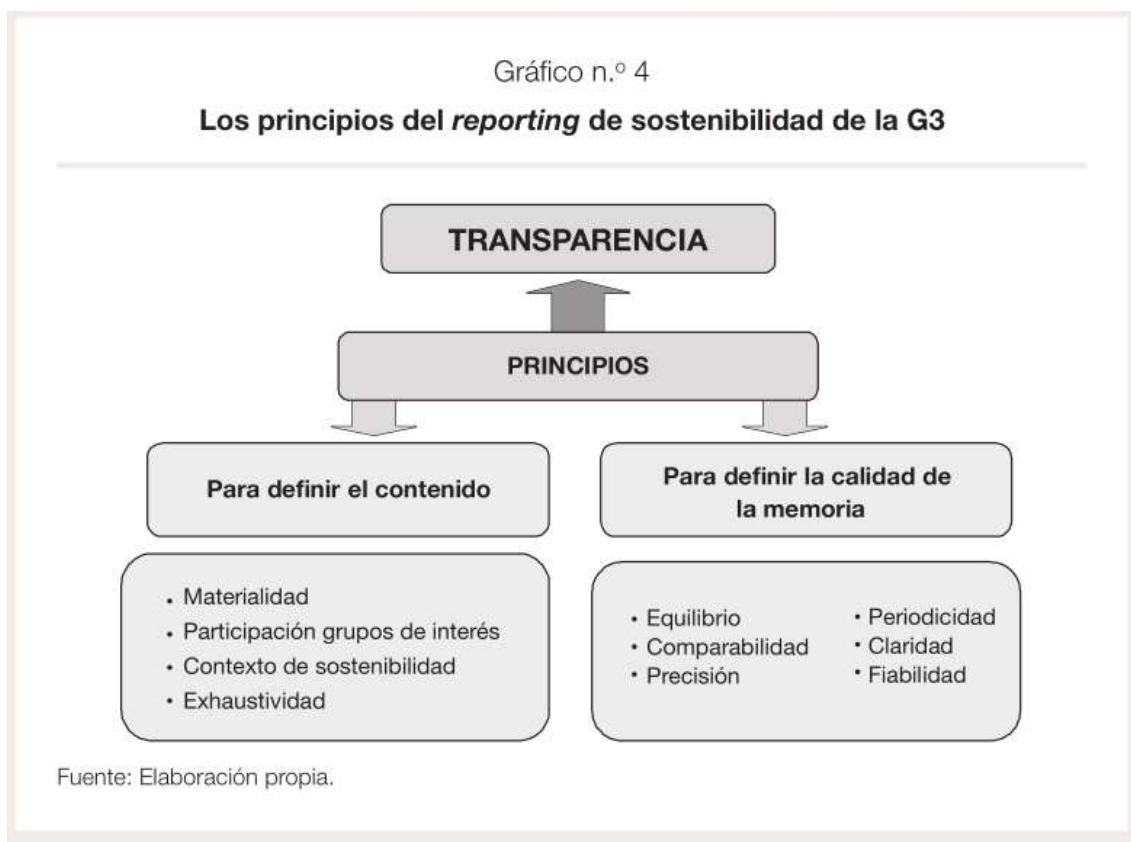 Gráfico n.º 4
Los principios del reporting de sostenibilidad de la G3
TRANSPARENCIA
PRINCIPIOS
Para definir el contenido
• Materialidad
• Participación grupos de interés
• Contexto de sostenibilidad
• Exhaustividad
Para definir la calidad de
la memoria
• Equilibrio
• Comparabilidad
• Precisión
• Periodicidad
• Claridad
• Fiabilidad
Fuente: Elaboración propia.